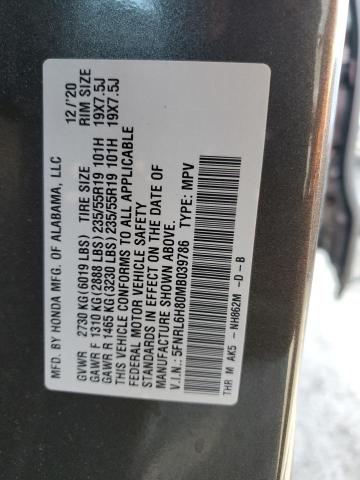 MFD. BY HONDA MFG. OF ALABAMA, LLC 12/'20
GVWR 2730 KG(6019 LBS) TIRE SIZE RIM SIZE
GAWR F 1310 KG(2888 LBS) 235/55R19 101H 19X7.5J
GAWR R 1465 KG(3230 LBS) 235/55R19 101H 19X7.5J
THIS VEHICLE CONFORMS TO ALL APPLICABLE
FEDERAL MOTOR VEHICLE SAFETY
STANDARDS IN EFFECT ON THE DATE OF
MANUFACTURE SHOWN ABOVE.
V.I.N.: 5FNRL6H80MB039786 TYPE: MPV
THR M AK5 -NH862M -D -B